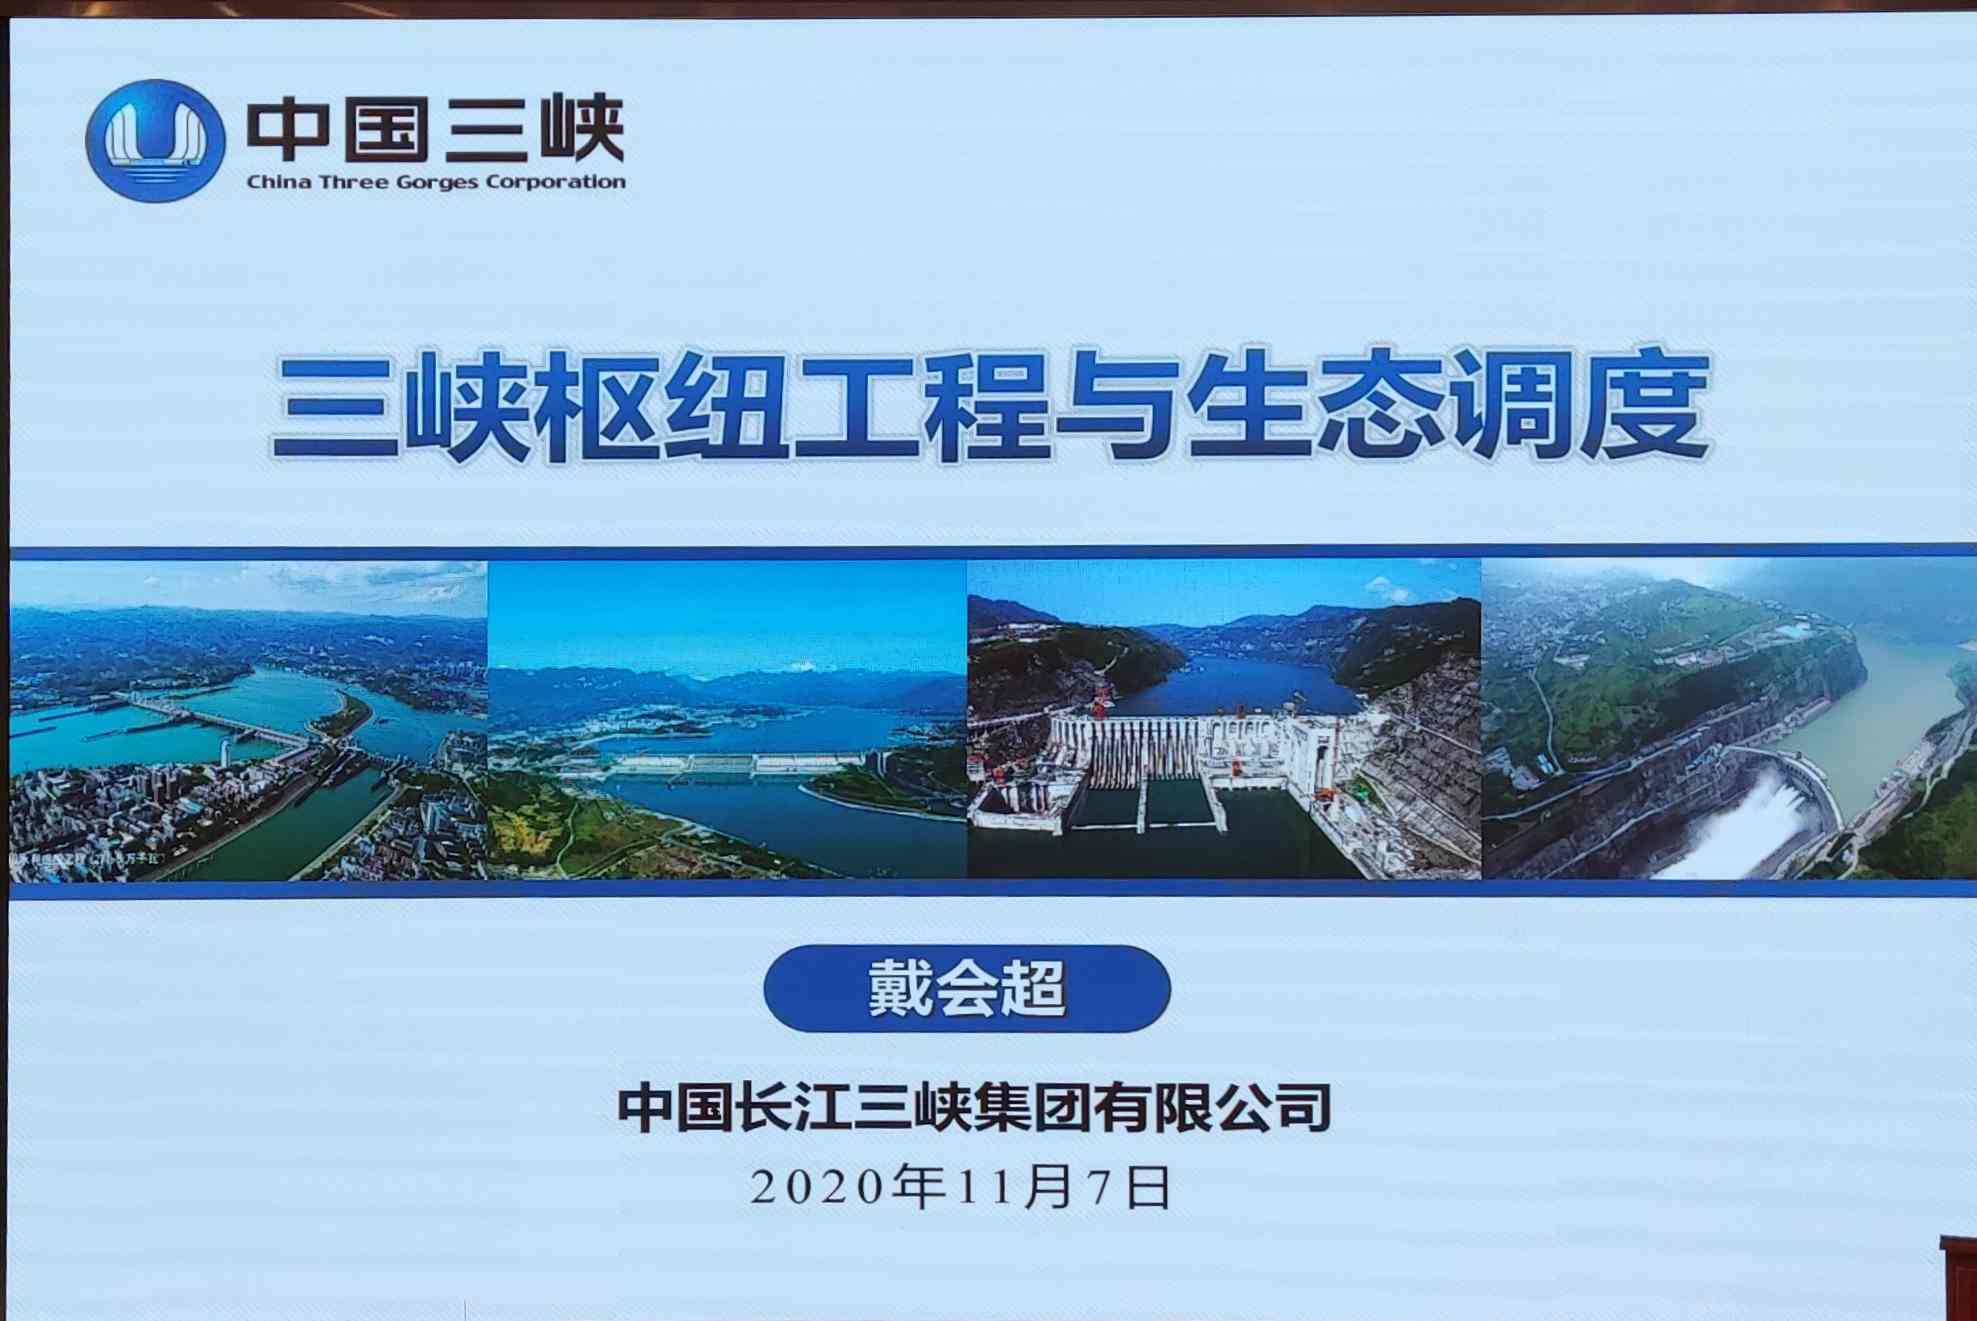 中国三峡
China Three Gorges Corporation
三峡枢纽工程与生态调度
戴会超
中国长江三峡集团有限公司
2020年11月7日